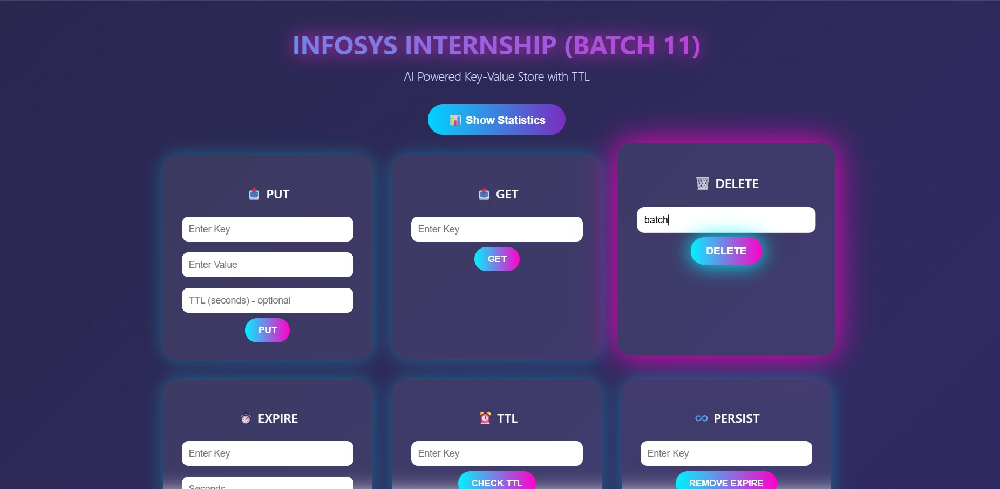 INFOSYS INTERNSHIP (BATCH 11)
AI Powered Key-Value Store with TTL
Show Statistics
PUT
Enter Key
Enter Value
TTL (seconds) - optional
PUT
GET
Enter Key
GET
DELETE
batch
DELETE
EXPIRE
Enter Key
Seconds
TTL
Enter Key
CHECK TTL
PERSIST
Enter Key
REMOVE EXPIRE